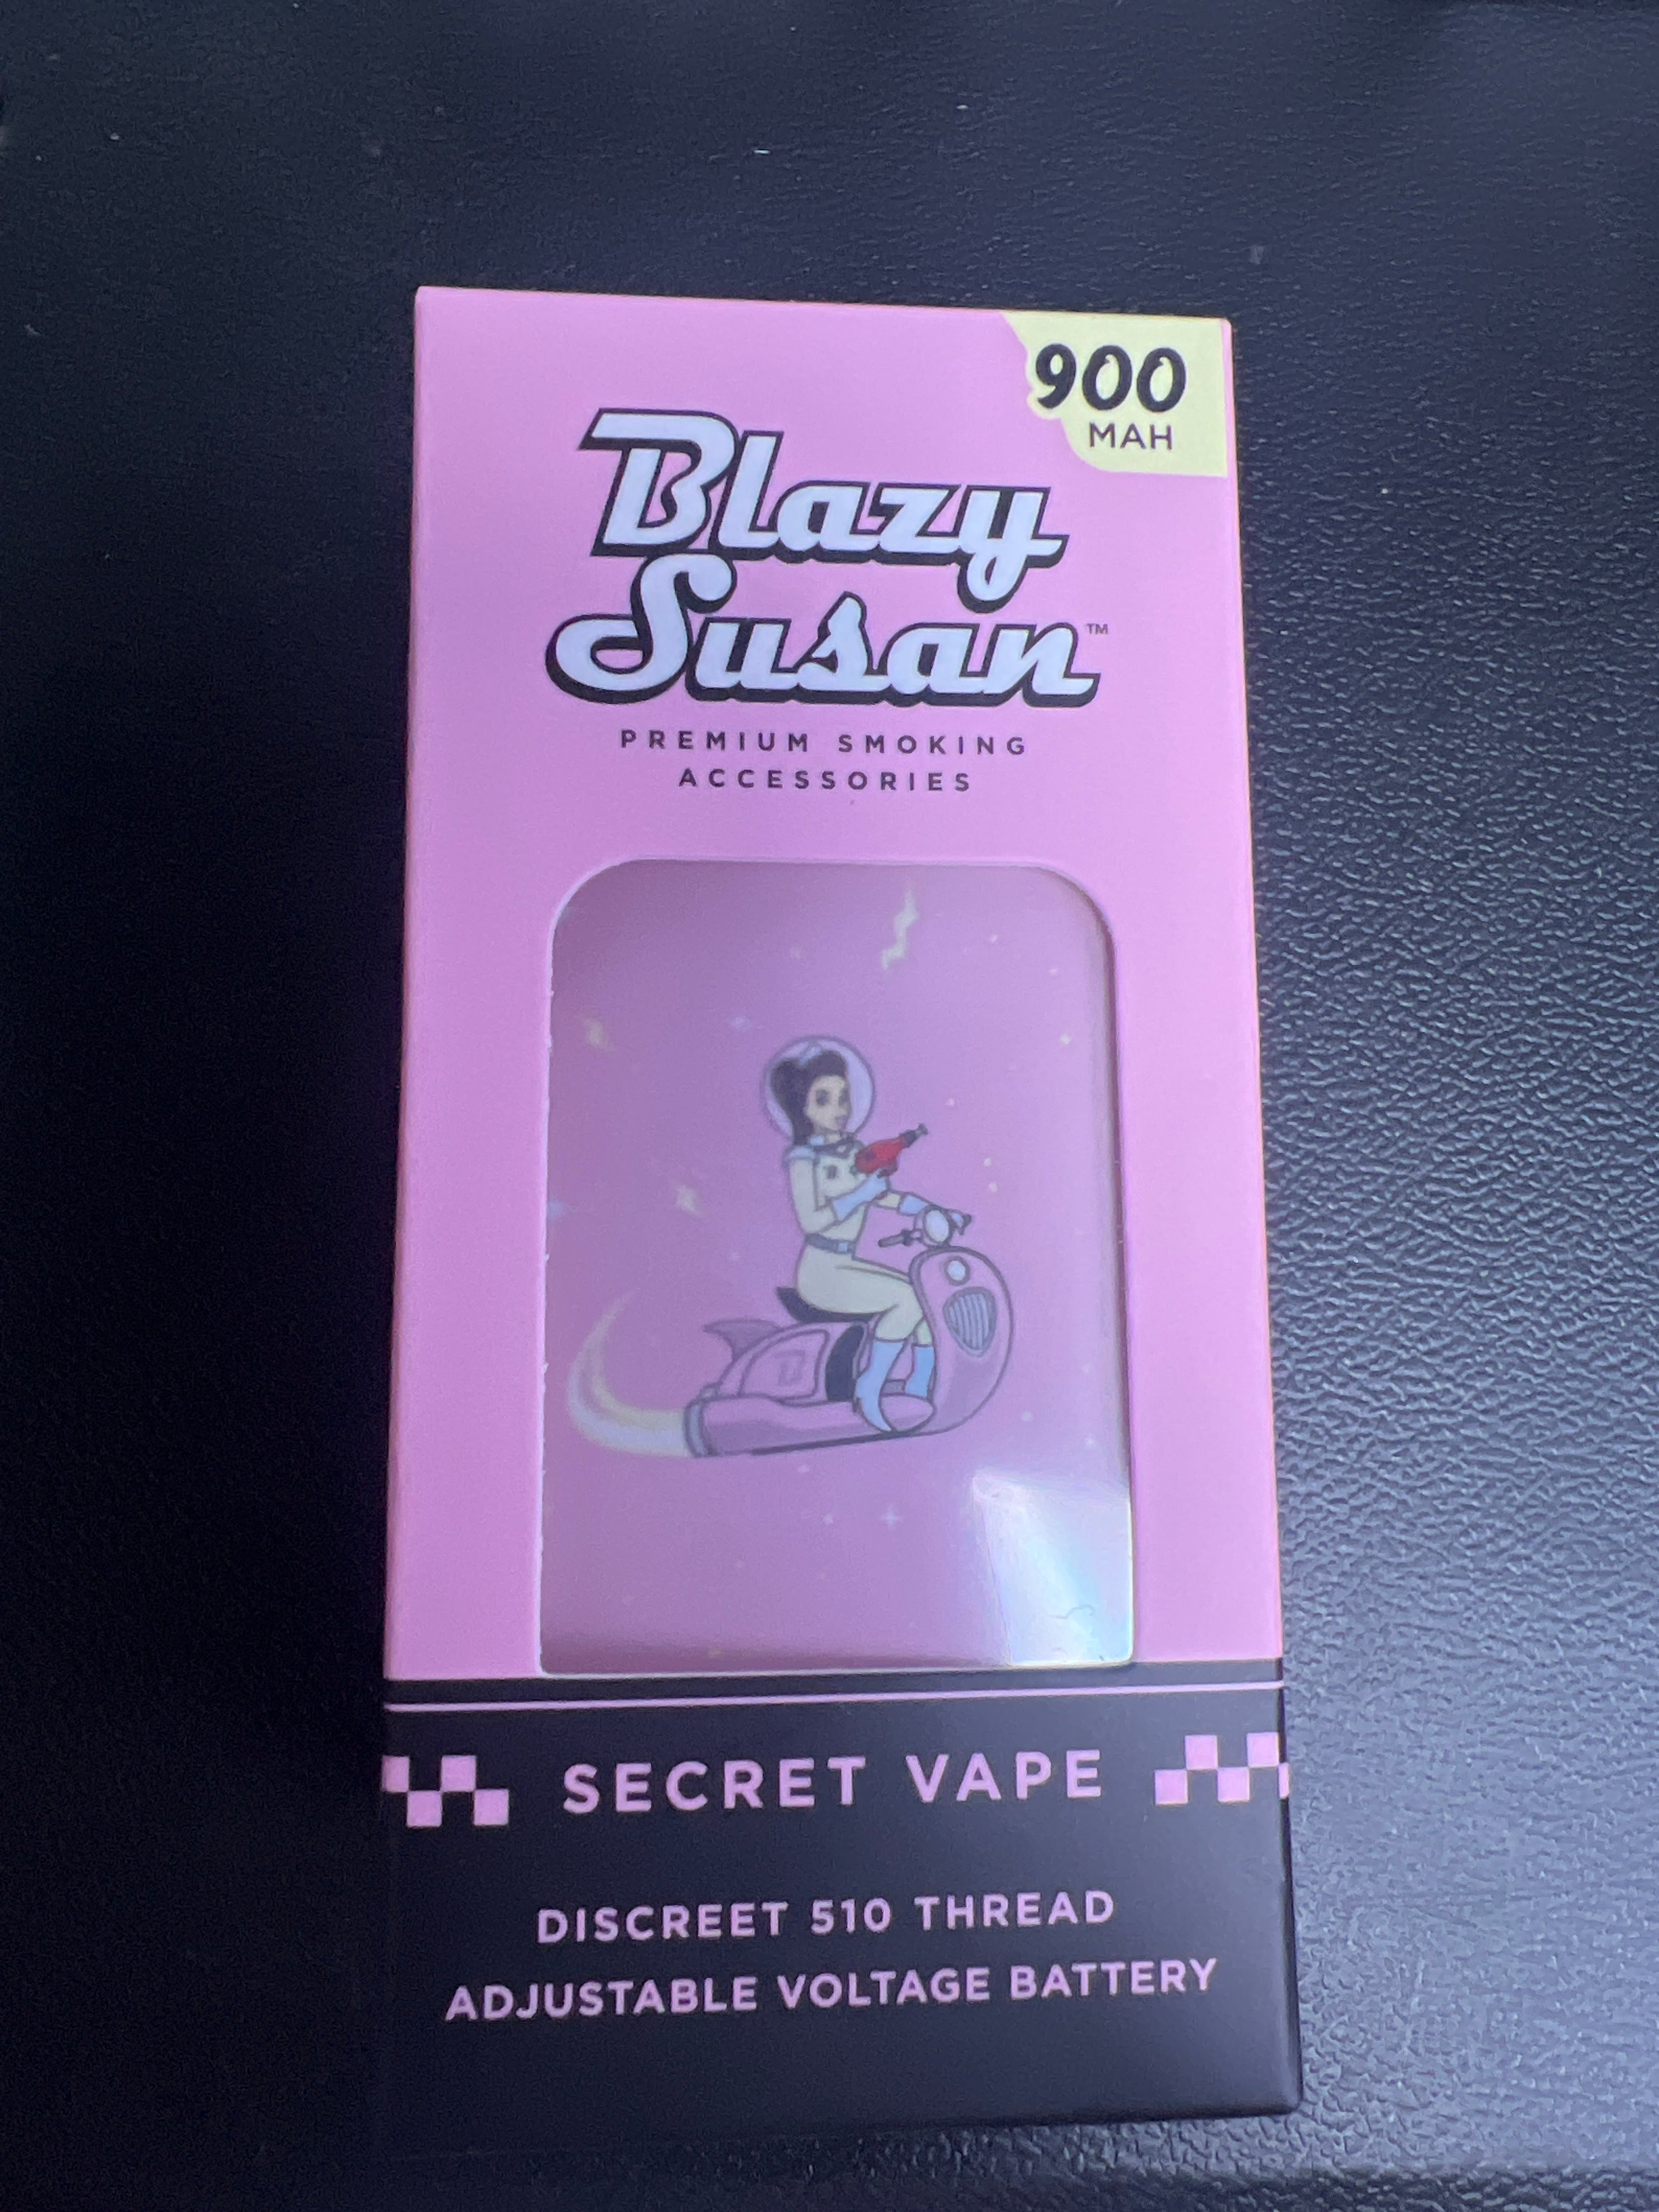 900
MAH
Blazy
Susan™
PREMIUM SMOKING
ACCESSORIES
SECRET VAPE
DISCREET 510 THREAD
ADJUSTABLE VOLTAGE BATTERY